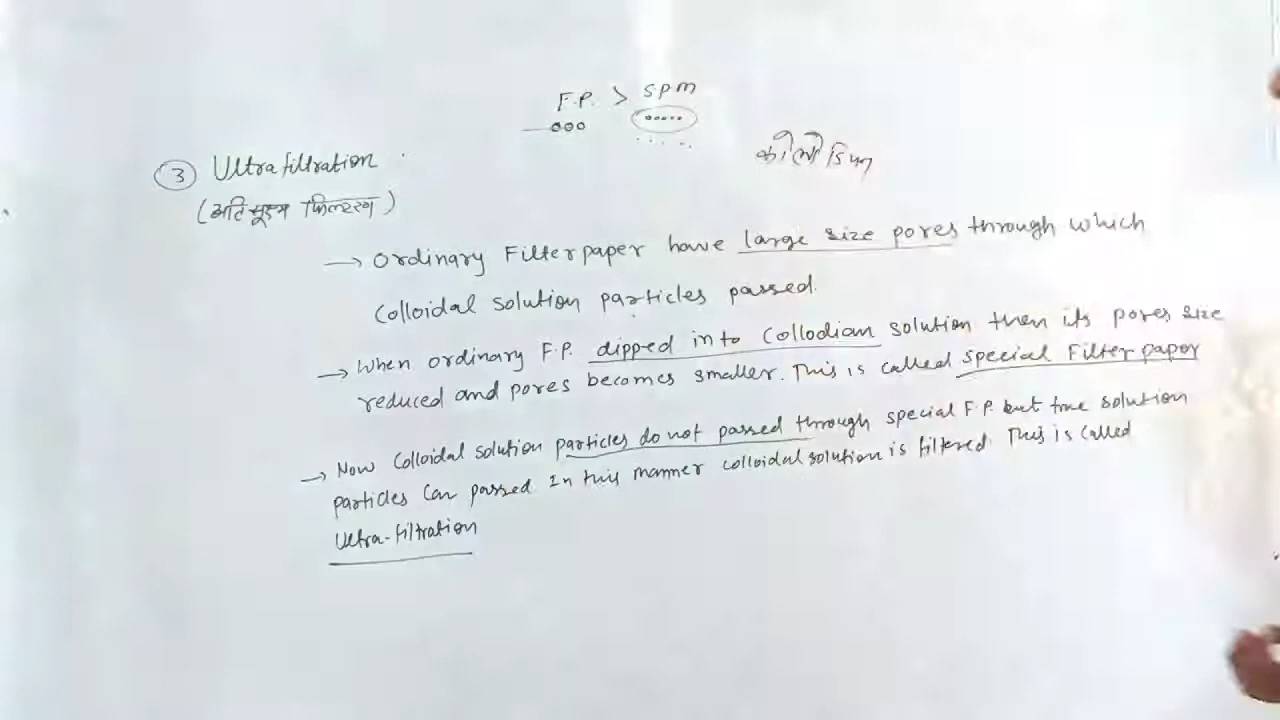 F.P. > SPM
③ Ultrafiltration
कोलोडियन
(अतिसूक्ष्म फिल्टरण)
→ Ordinary Filter paper have large size pores through which
Colloidal solution particles passed.
→ When ordinary F.P. dipped into Collodian solution then its pores size
reduced and pores becomes smaller. This is called special Filter paper
→ Now Colloidal solution particles do not passed through special F.P. but true solution
particles can passed In this manner colloidal solution is filtered. This is called
Ultra-filtration